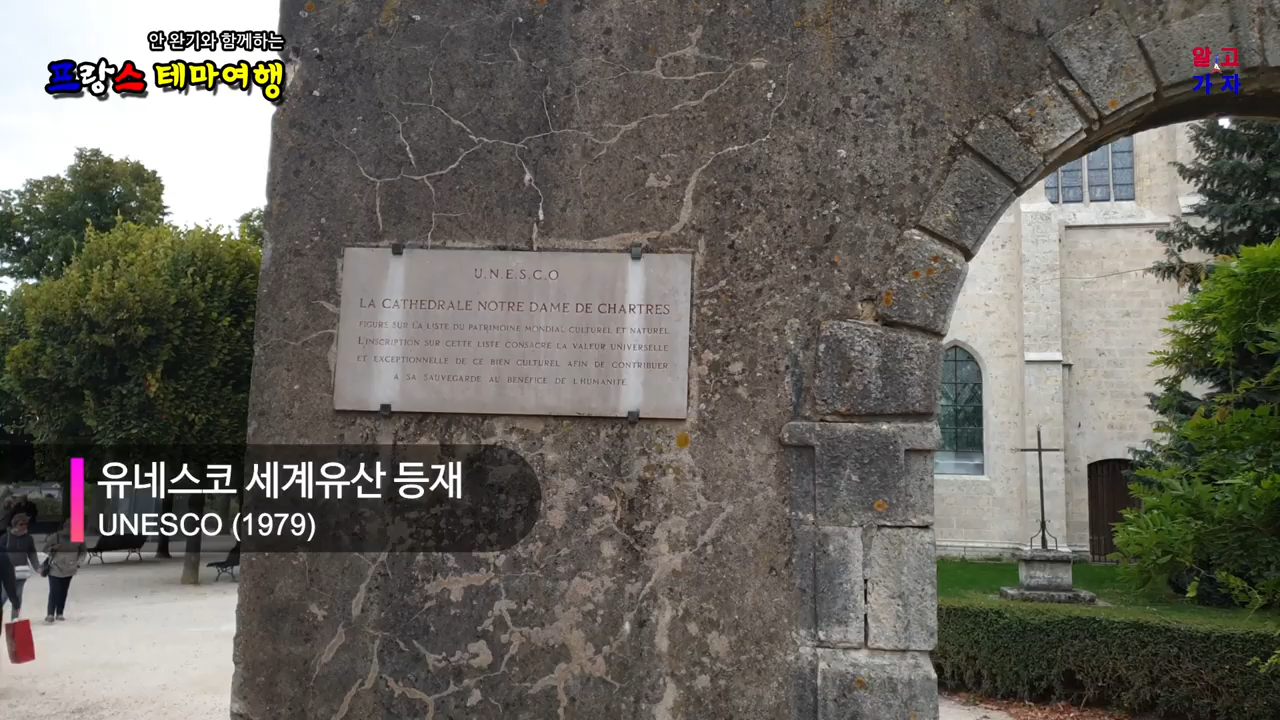 안 완기와 함께하는
프랑스 테마여행
알고
가자
U.N.E.S.C.O
LA CATHEDRALE NOTRE DAME DE CHARTRES
FIGURE SUR LA LISTE DU PATRIMOINE MONDIAL CULTUREL ET NATUREL
L'INSCRIPTION SUR CETTE LISTE CONSACRE LA VALEUR UNIVERSELLE
ET EXCEPTIONNELLE DE CE BIEN CULTUREL AFIN DE CONTRIBUER
A SA SAUVEGARDE AU BENEFICE DE L'HUMANITE
유네스코 세계유산 등재
UNESCO (1979)